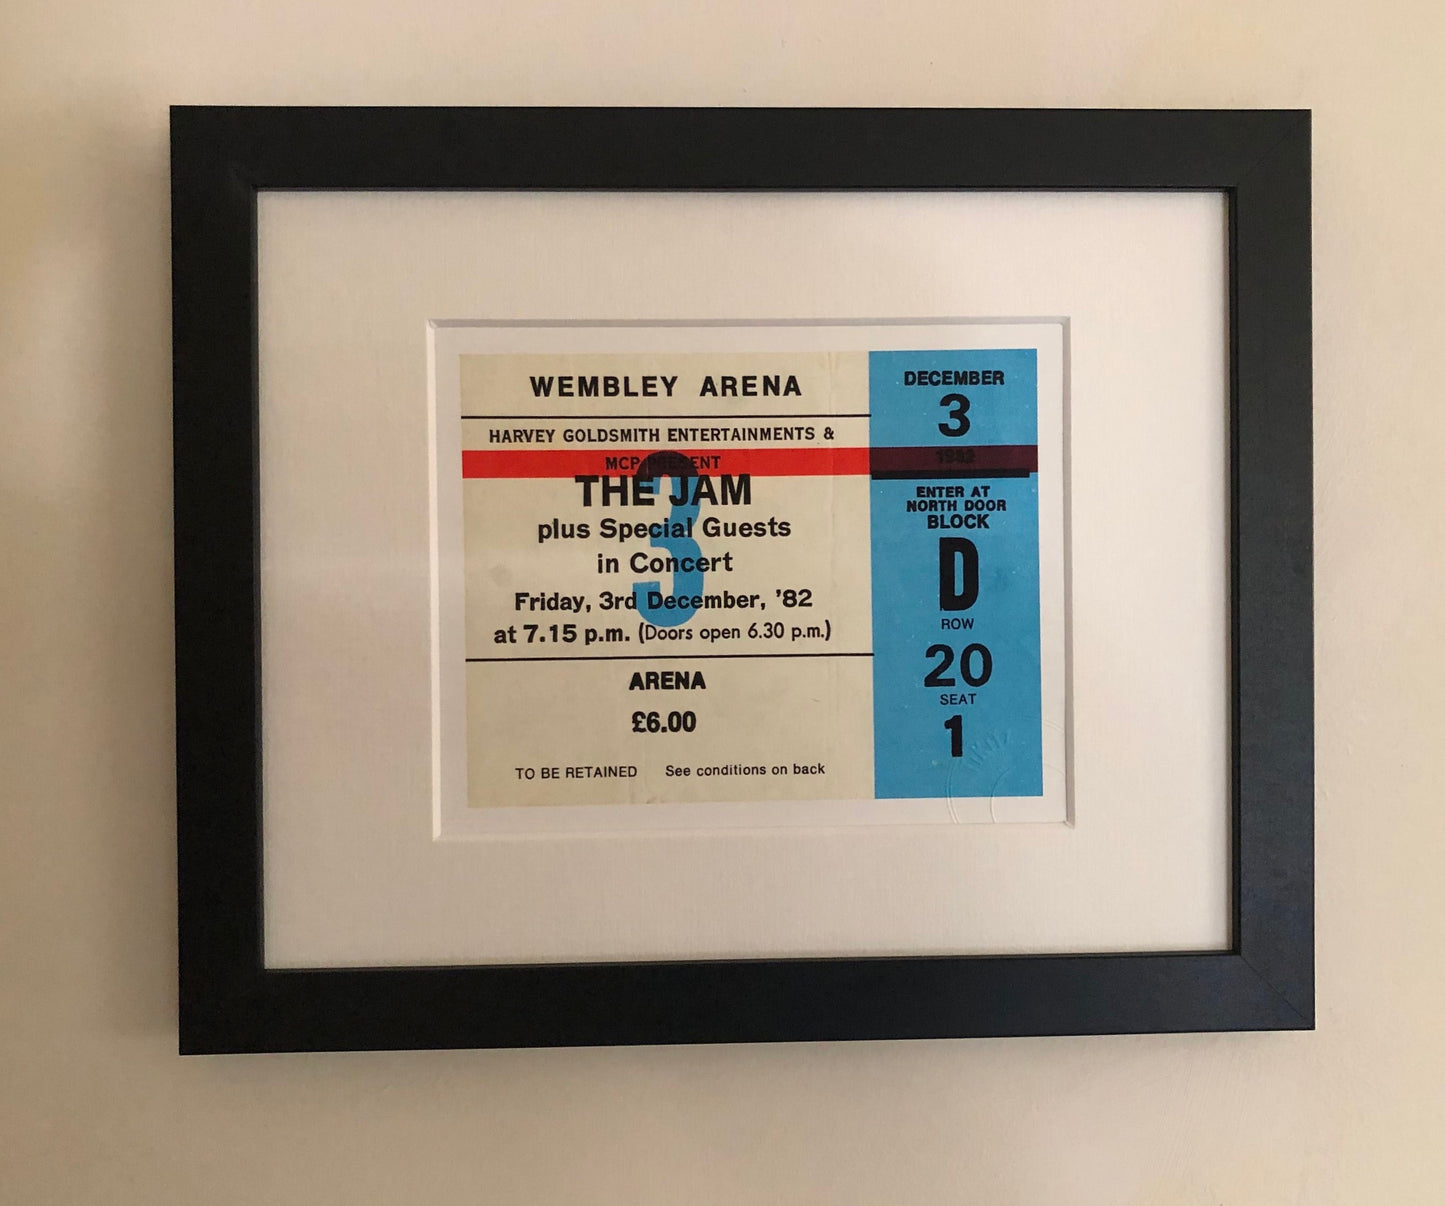 WEMBLEY ARENA
HARVEY GOLDSMITH ENTERTAINMENTS &
MCP PRESENT
3
THE JAM
plus Special Guests
in Concert
Friday, 3rd December, '82
at 7.15 p.m. (Doors open 6.30 p.m.)
ARENA
£6.00
TO BE RETAINED See conditions on back
DECEMBER
3
1982
ENTER AT
NORTH DOOR
BLOCK
D
ROW
20
SEAT
1